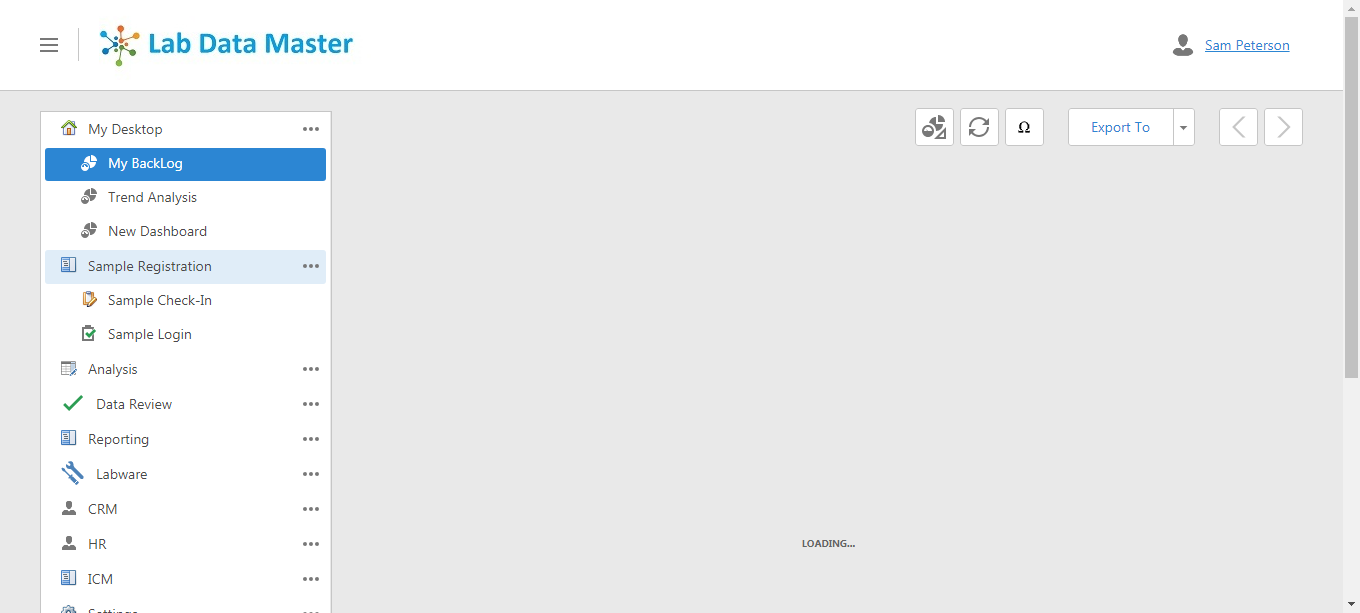 Lab Data Master
Sam Peterson
My Desktop
My BackLog
Trend Analysis
New Dashboard
Sample Registration
Sample Check-In
Sample Login
Analysis
Data Review
Reporting
Labware
CRM
HR
ICM
Settings
Ω
Export To
LOADING...